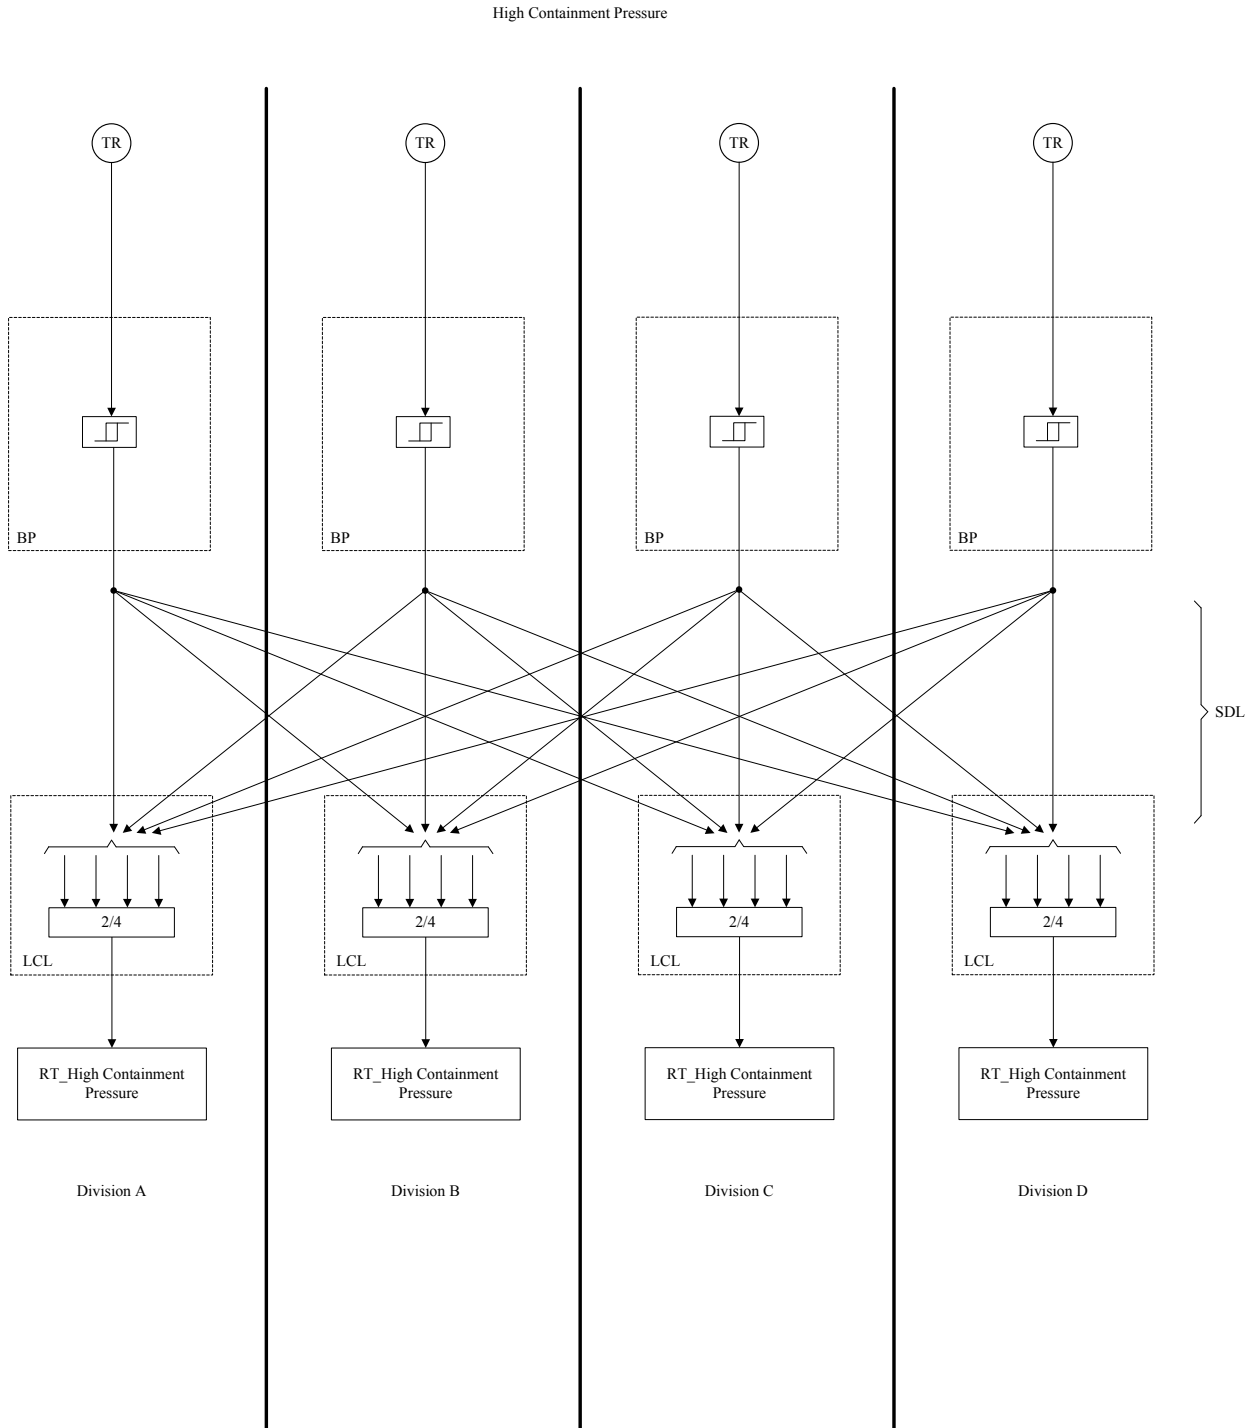 High Containment Pressure
TR
TR
TR
TR
BP
BP
BP
BP
SDL
2/4
2/4
2/4
2/4
LCL
LCL
LCL
LCL
RT_High Containment
Pressure
RT_High Containment
Pressure
RT_High Containment
Pressure
RT_High Containment
Pressure
Division A
Division B
Division C
Division D